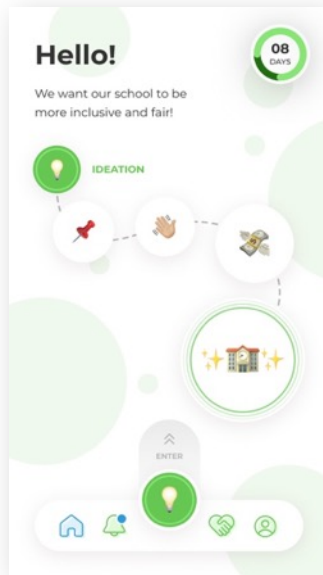 Hello!
08
DAYS
We want our school to be
more inclusive and fair!
IDEATION
ENTER